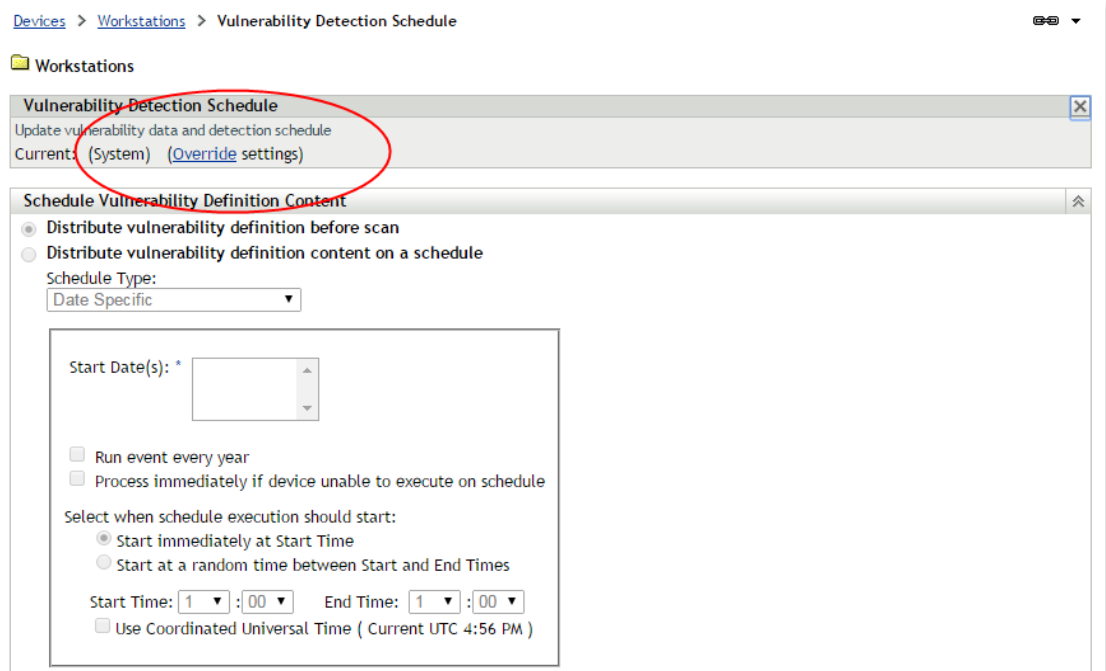 Devices > Workstations > Vulnerability Detection Schedule
Workstations
Vulnerability Detection Schedule
Update vulnerability data and detection schedule
Current: (System) (Override settings)
Schedule Vulnerability Definition Content
Distribute vulnerability definition before scan
Distribute vulnerability definition content on a schedule
Schedule Type:
Date Specific
Start Date(s): *
Run event every year
Process immediately if device unable to execute on schedule
Select when schedule execution should start:
Start immediately at Start Time
Start at a random time between Start and End Times
Start Time: 1 : 00 End Time: 1 : 00
Use Coordinated Universal Time ( Current UTC 4:56 PM )